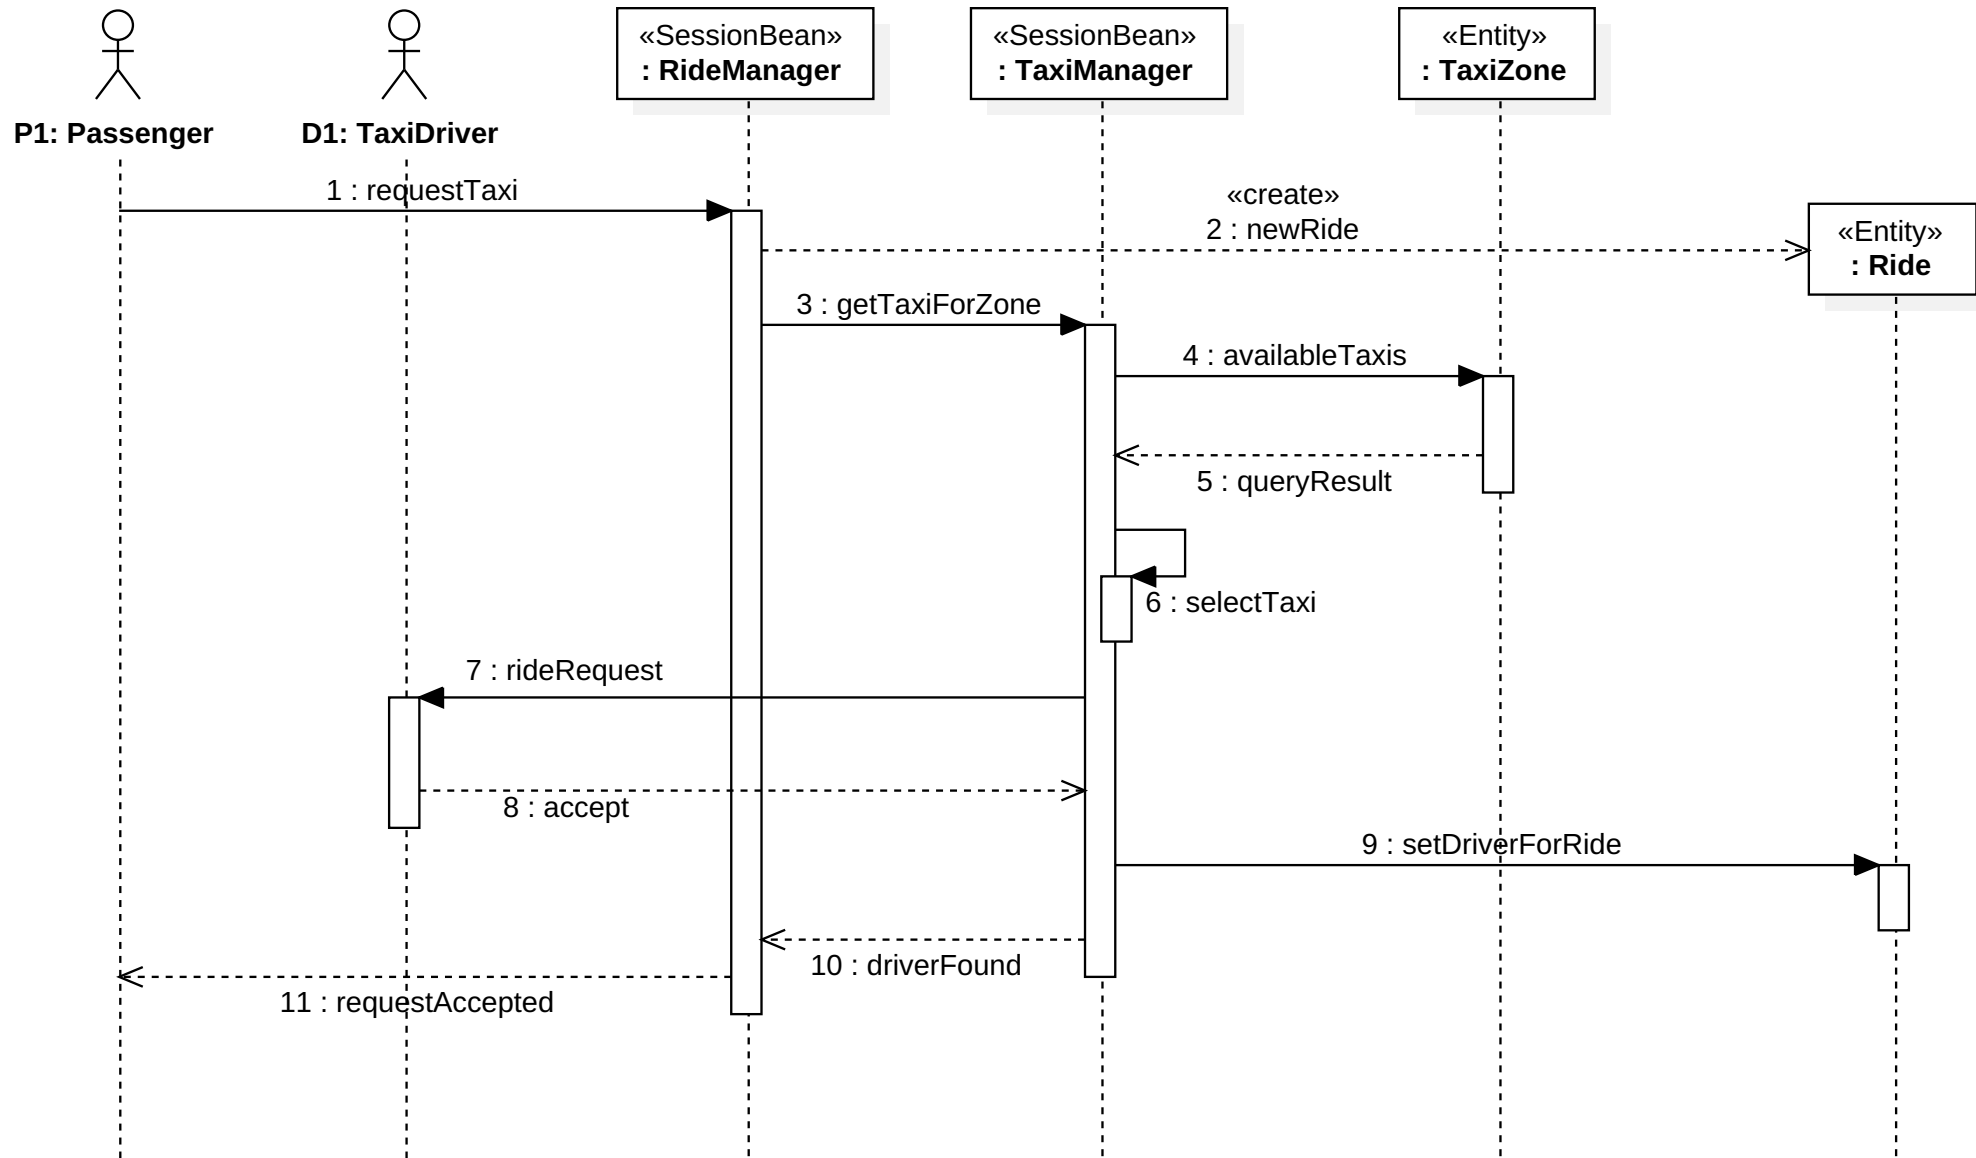 «SessionBean»
: RideManager
«SessionBean»
: TaxiManager
«Entity»
: TaxiZone
P1: Passenger
D1: TaxiDriver
1 : requestTaxi
«create»
2 : newRide
«Entity»
: Ride
3 : getTaxiForZone
4 : availableTaxis
5 : queryResult
6 : selectTaxi
7 : rideRequest
8 : accept
9 : setDriverForRide
10 : driverFound
11 : requestAccepted